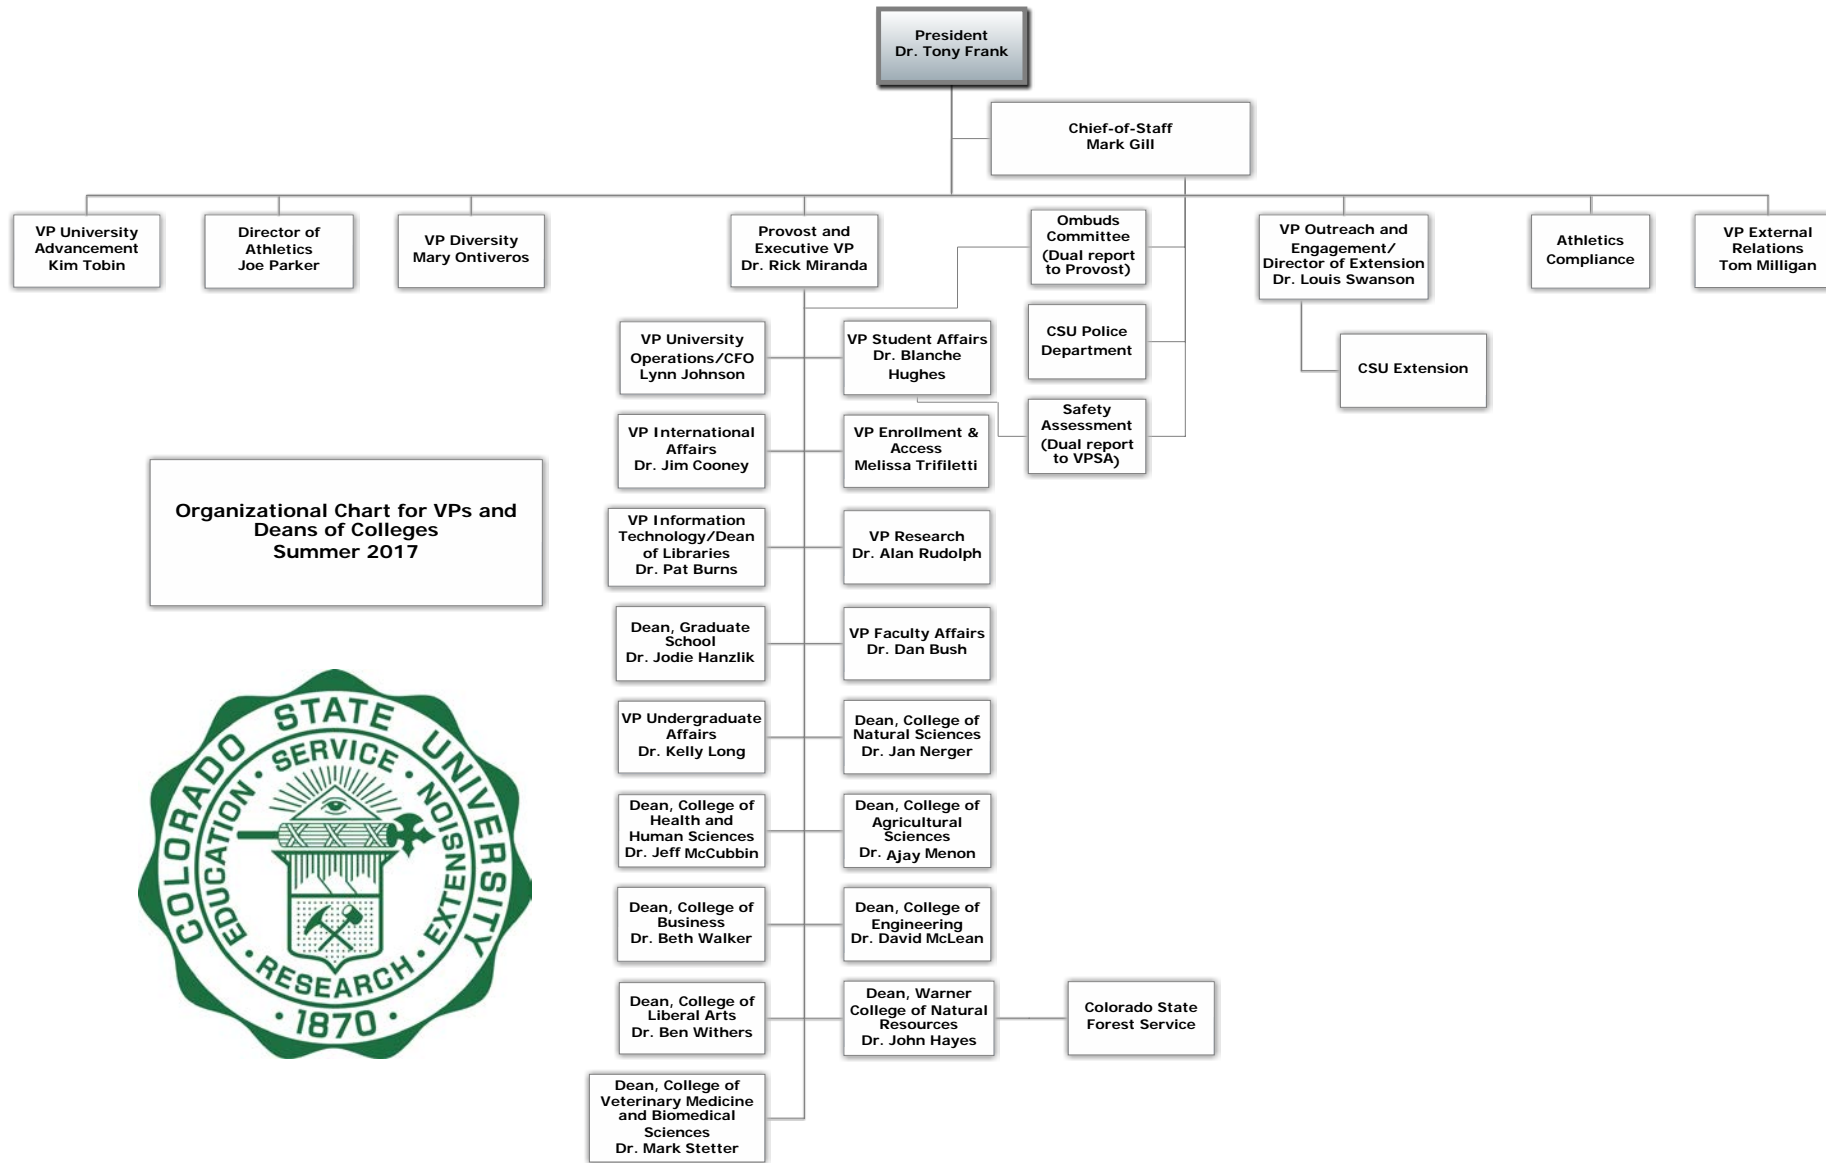 President
Dr. Tony Frank
Chief-of-Staff
Mark Gill
VP University
Advancement
Kim Tobin
Director of
Athletics
Joe Parker
VP Diversity
Mary Ontiveros
Provost and
Executive VP
Dr. Rick Miranda
Ombuds
Committee
(Dual report
to Provost)
VP Outreach and
Engagement/
Director of Extension
Dr. Louis Swanson
Athletics
Compliance
VP External
Relations
Tom Milligan
VP University
Operations/CFO
Lynn Johnson
VP Student Affairs
Dr. Blanche
Hughes
CSU Police
Department
CSU Extension
VP International
Affairs
Dr. Jim Cooney
VP Enrollment &
Access
Melissa Trifiletti
Safety
Assessment
(Dual report
to VPSA)
Organizational Chart for VPs and
Deans of Colleges
Summer 2017
VP Information
Technology/Dean
of Libraries
Dr. Pat Burns
VP Research
Dr. Alan Rudolph
Dean, Graduate
School
Dr. Jodie Hanzlik
VP Faculty Affairs
Dr. Dan Bush
VP Undergraduate
Affairs
Dr. Kelly Long
Dean, College of
Natural Sciences
Dr. Jan Nerger
Dean, College of
Health and
Human Sciences
Dr. Jeff McCubbin
Dean, College of
Agricultural
Sciences
Dr. Ajay Menon
Dean, College of
Business
Dr. Beth Walker
Dean, College of
Engineering
Dr. David McLean
Dean, College of
Liberal Arts
Dr. Ben Withers
Dean, Warner
College of Natural
Resources
Dr. John Hayes
Colorado State
Forest Service
Dean, College of
Veterinary Medicine
and Biomedical
Sciences
Dr. Mark Stetter
COLORADO STATE UNIVERSITY
EDUCATION • SERVICE • EXTENSION
• RESEARCH •
• 1870 •